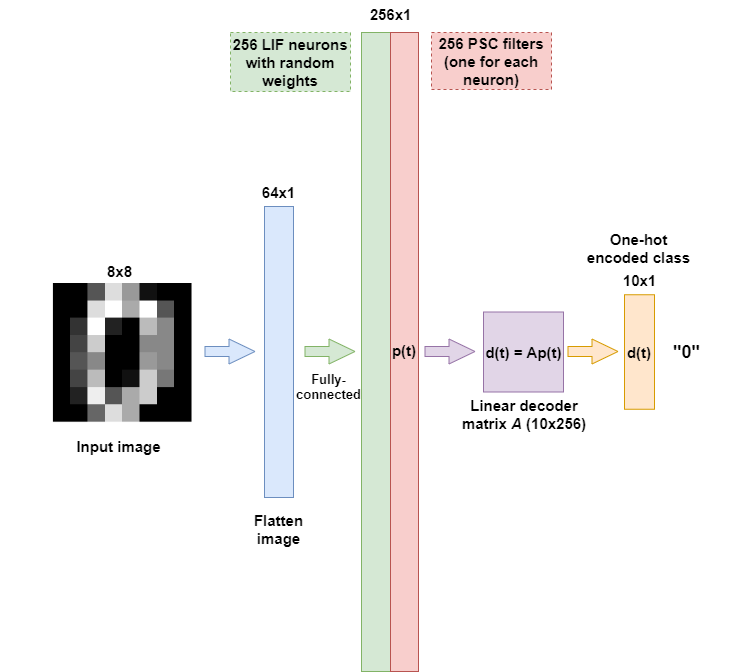 256x1
256 LIF neurons
with random
weights
256 PSC filters
(one for each
neuron)
64x1
8x8
One-hot
encoded class
10x1
p(t)
d(t) = Ap(t)
d(t)
"0"
Fully-
connected
Linear decoder
matrix A (10x256)
Input image
Flatten
image